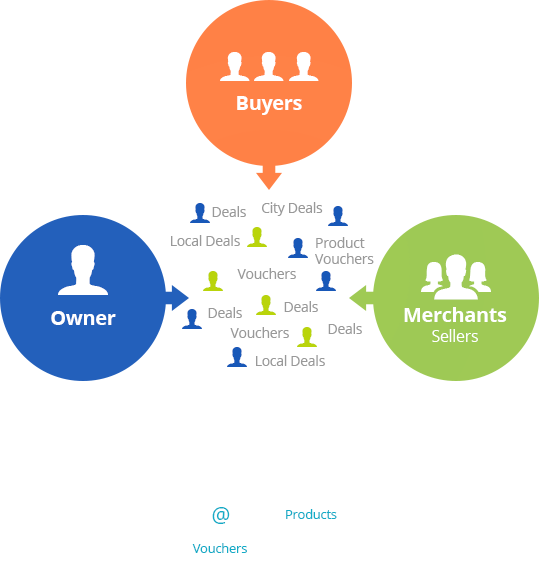 Buyers
Deals
City Deals
Local Deals
Product
Vouchers
Vouchers
Deals
Deals
Deals
Vouchers
Local Deals
Owner
Merchants
Sellers
@
Products
Vouchers